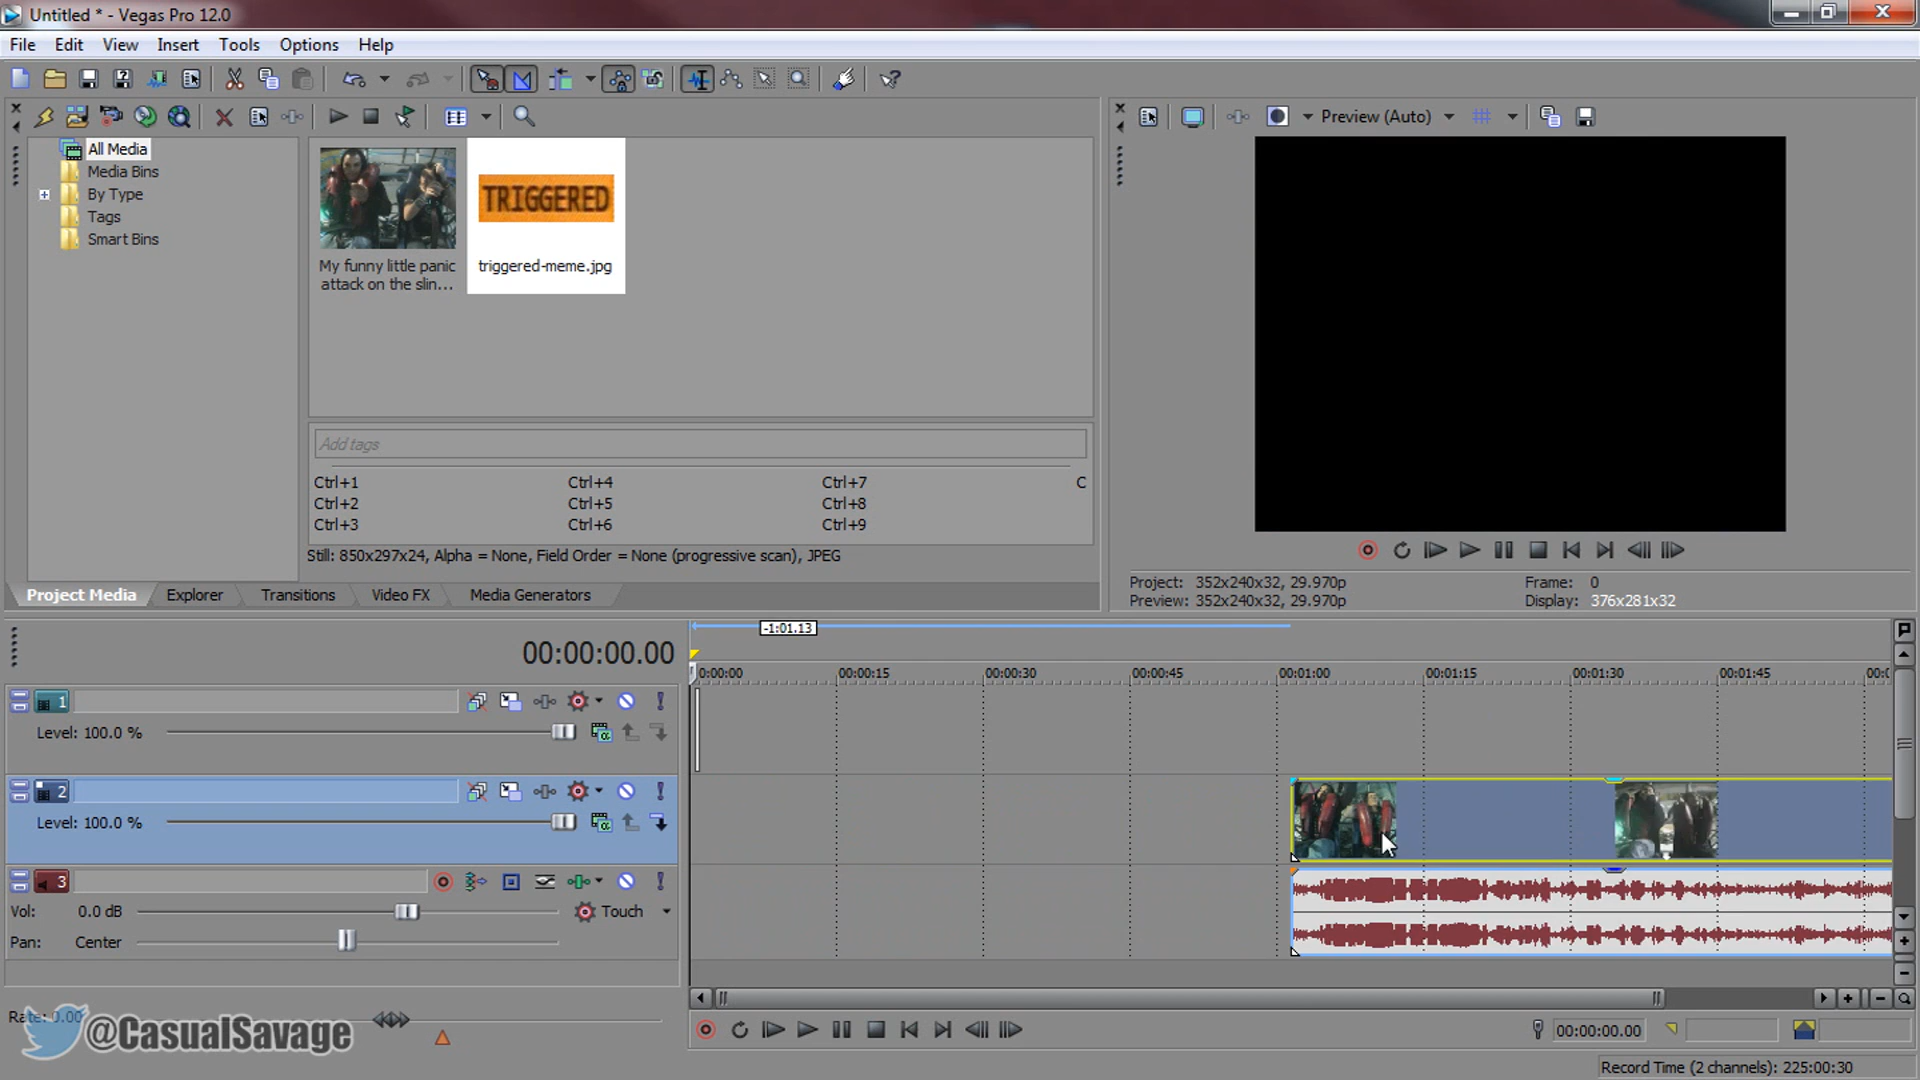 Untitled * - Vegas Pro 12.0
File Edit View Insert Tools Options Help
Preview (Auto)
All Media
Media Bins
By Type
Tags
Smart Bins
TRIGGERED
My funny little panic
attack on the slin...
triggered-meme.jpg
Add tags
Ctrl+1 Ctrl+4 Ctrl+7 C
Ctrl+2 Ctrl+5 Ctrl+8
Ctrl+3 Ctrl+6 Ctrl+9
Still: 850x297x24, Alpha = None, Field Order = None (progressive scan), JPEG
Project Media Explorer Transitions Video FX Media Generators
Project: 352x240x32, 29.970p Frame: 0
Preview: 352x240x32, 29.970p Display: 376x281x32
-1:01.13
00:00:00.00
0:00:00 00:00:15 00:00:30 00:00:45 00:01:00 00:01:15 00:01:30 00:01:45 00:0
1
Level: 100.0 %
2
Level: 100.0 %
3
Vol: 0.0 dB Touch
Pan: Center
Rate: 0.00
@CasualSavage
00:00:00.00
Record Time (2 channels): 225:00:30